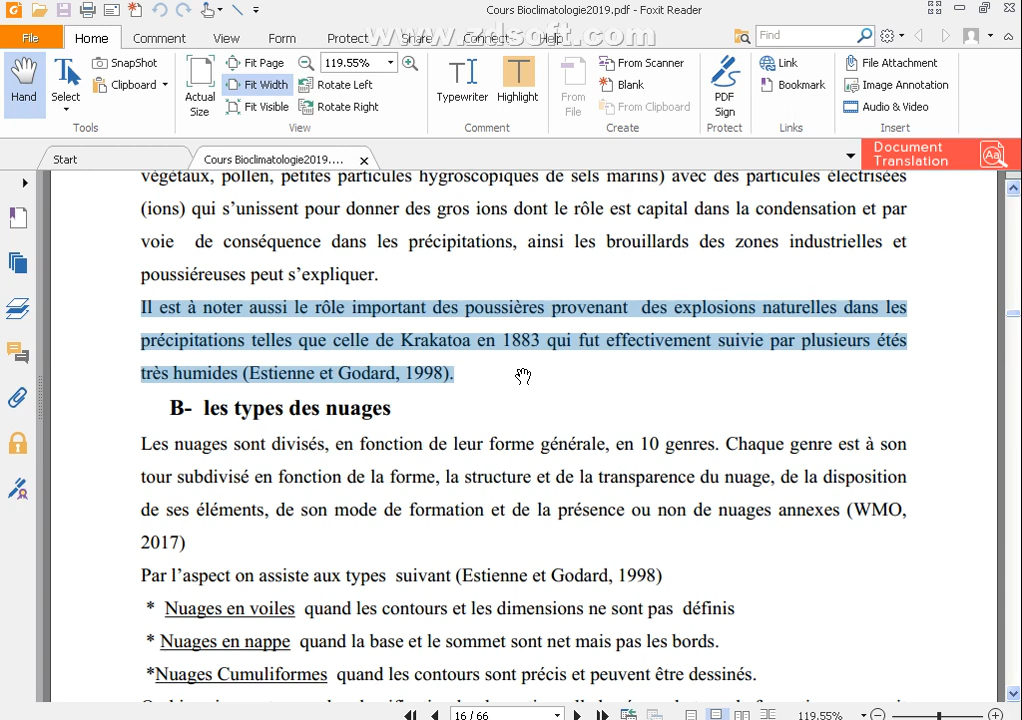 Cours Bioclimatologie2019.pdf - Foxit Reader
File Home Comment View Form Protect Share Connect Help Find
www.zdsoft.com
Hand
Select
SnapShot
Clipboard
Tools
Actual Size
Fit Page
Fit Width
Fit Visible
119.55%
Rotate Left
Rotate Right
View
Typewriter
Highlight
Comment
From File
From Scanner
Blank
From Clipboard
Create
PDF Sign
Protect
Link
Bookmark
Links
File Attachment
Image Annotation
Audio & Video
Insert
Start
Cours Bioclimatologie2019....
Document Translation
végétaux, pollen, petites particules hygroscopiques de sels marins) avec des particules électrisées
(ions) qui s’unissent pour donner des gros ions dont le rôle est capital dans la condensation et par
voie de conséquence dans les précipitations, ainsi les brouillards des zones industrielles et
poussiéreuses peut s’expliquer.
Il est à noter aussi le rôle important des poussières provenant des explosions naturelles dans les
précipitations telles que celle de Krakatoa en 1883 qui fut effectivement suivie par plusieurs étés
très humides (Estienne et Godard, 1998).
B- les types des nuages
Les nuages sont divisés, en fonction de leur forme générale, en 10 genres. Chaque genre est à son
tour subdivisé en fonction de la forme, la structure et de la transparence du nuage, de la disposition
de ses éléments, de son mode de formation et de la présence ou non de nuages annexes (WMO,
2017)
Par l’aspect on assiste aux types suivant (Estienne et Godard, 1998)
* Nuages en voiles quand les contours et les dimensions ne sont pas définis
* Nuages en nappe quand la base et le sommet sont net mais pas les bords.
*Nuages Cumuliformes quand les contours sont précis et peuvent être dessinés.
16 / 66
119.55%